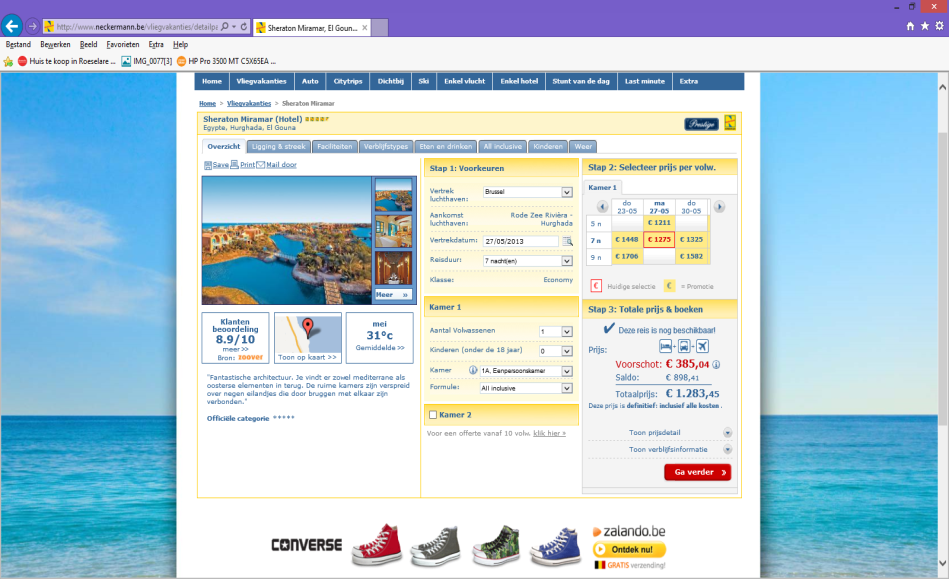 http://www.neckermann.be/vliegvakanties/detailpa
Sheraton Miramar, El Goun...
Bestand Bewerken Beeld Favorieten Extra Help
Huis te koop in Roeselare ... IMG_0077[3] HP Pro 3500 MT C5X65EA ...
Home Vliegvakanties Auto Citytrips Dichtbij Ski Enkel vlucht Enkel hotel Stunt van de dag Last minute Extra
Home > Vliegvakanties > Sheraton Miramar
Sheraton Miramar (Hotel)
Egypte, Hurghada, El Gouna
Prestige
Overzicht Ligging & streek Faciliteiten Verblijfstypes Eten en drinken All inclusive Kinderen Weer
Save Print Mail door
Meer »
Klanten
beoordeling
8.9/10
meer >>
Bron: zoover
Toon op kaart >>
mei
31°c
Gemiddelde >>
"Fantastische architectuur. Je vindt er zowel mediterrane als
oosterse elementen in terug. De ruime kamers zijn verspreid
over negen eilandjes die door bruggen met elkaar zijn
verbonden."
Officiële categorie *****
Stap 1: Voorkeuren
Vertrek
luchthaven: Brussel
Aankomst
luchthaven: Rode Zee Rivièra -
Hurghada
Vertrekdatum: 27/05/2013
Reisduur: 7 nacht(en)
Klasse: Economy
Kamer 1
Aantal Volwassenen 1
Kinderen (onder de 18 jaar) 0
Kamer 1A, Eenpersoonskamer
Formule: All inclusive
Kamer 2
Voor een offerte vanaf 10 volw. klik hier »
Stap 2: Selecteer prijs per volw.
Kamer 1
do
23-05
ma
27-05
do
30-05
5 n € 1211
7 n € 1448 € 1275 € 1325
9 n € 1706 € 1582
€ Huidige selectie € = Promotie
Stap 3: Totale prijs & boeken
Deze reis is nog beschikbaar!
Prijs: + +
Voorschot: € 385,04
Saldo: € 898,41
Totaalprijs: € 1.283,45
Deze prijs is definitief: inclusief alle kosten.
Toon prijsdetail
Toon verblijfsinformatie
Ga verder »
CONVERSE
zalando.be
Ontdek nu!
GRATIS verzending!